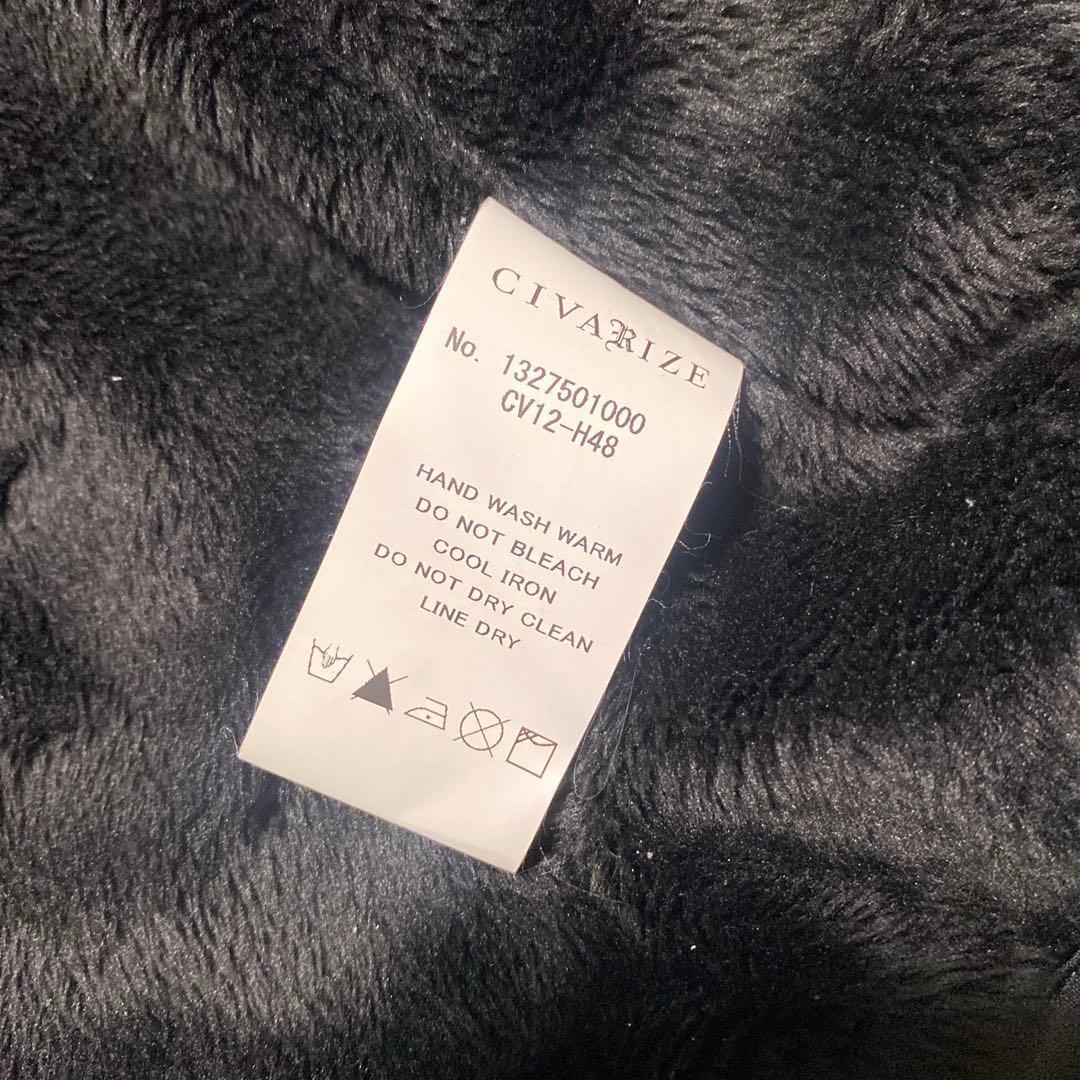 CIVARIZE
No. 1327501000
CV12-H48
HAND WASH WARM
DO NOT BLEACH
COOL IRON
DO NOT DRY CLEAN
LINE DRY